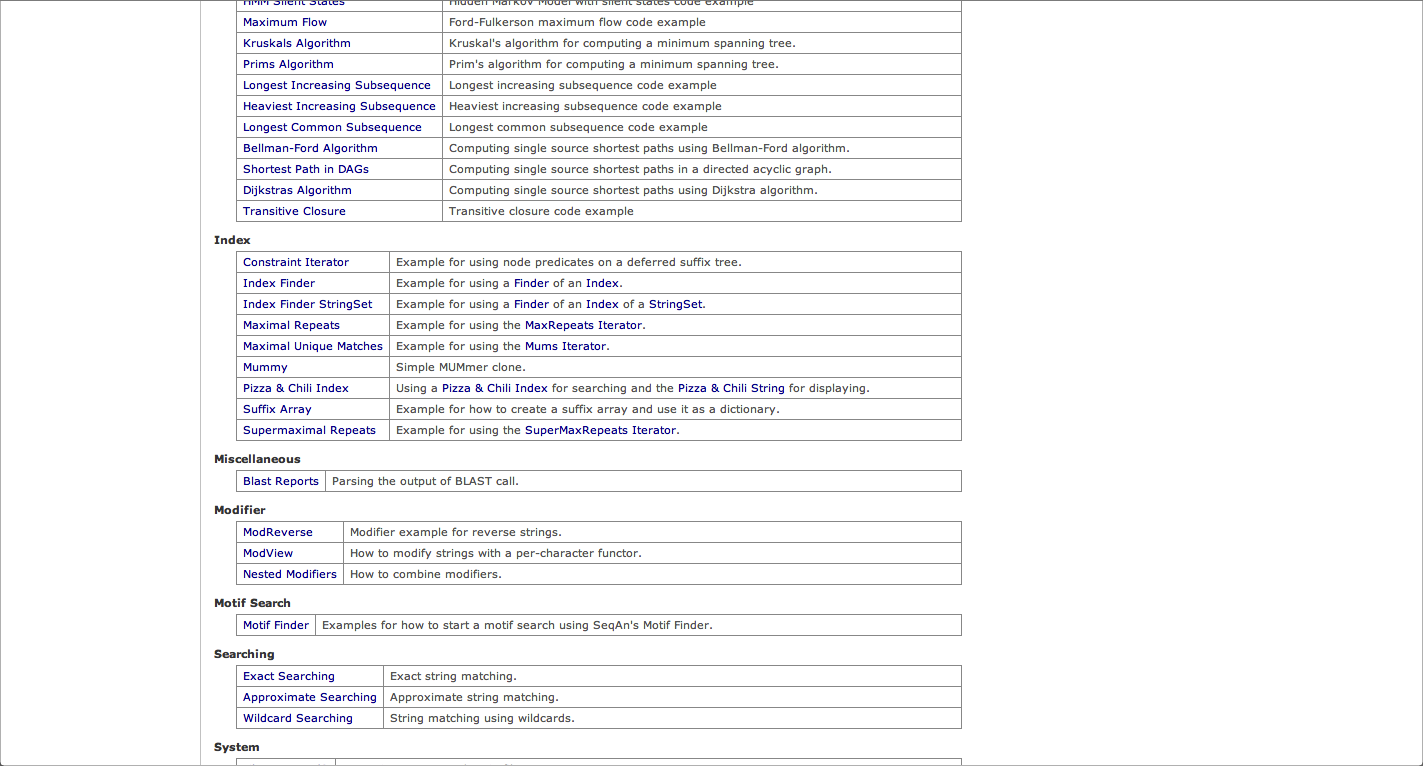 HMM Silent States Hidden Markov Model with silent states code example
Maximum Flow Ford-Fulkerson maximum flow code example
Kruskals Algorithm Kruskal's algorithm for computing a minimum spanning tree.
Prims Algorithm Prim's algorithm for computing a minimum spanning tree.
Longest Increasing Subsequence Longest increasing subsequence code example
Heaviest Increasing Subsequence Heaviest increasing subsequence code example
Longest Common Subsequence Longest common subsequence code example
Bellman-Ford Algorithm Computing single source shortest paths using Bellman-Ford algorithm.
Shortest Path in DAGs Computing single source shortest paths in a directed acyclic graph.
Dijkstras Algorithm Computing single source shortest paths using Dijkstra algorithm.
Transitive Closure Transitive closure code example
Index
Constraint Iterator Example for using node predicates on a deferred suffix tree.
Index Finder Example for using a Finder of an Index.
Index Finder StringSet Example for using a Finder of an Index of a StringSet.
Maximal Repeats Example for using the MaxRepeats Iterator.
Maximal Unique Matches Example for using the Mums Iterator.
Mummy Simple MUMmer clone.
Pizza & Chili Index Using a Pizza & Chili Index for searching and the Pizza & Chili String for displaying.
Suffix Array Example for how to create a suffix array and use it as a dictionary.
Supermaximal Repeats Example for using the SuperMaxRepeats Iterator.
Miscellaneous
Blast Reports Parsing the output of BLAST call.
Modifier
ModReverse Modifier example for reverse strings.
ModView How to modify strings with a per-character functor.
Nested Modifiers How to combine modifiers.
Motif Search
Motif Finder Examples for how to start a motif search using SeqAn's Motif Finder.
Searching
Exact Searching Exact string matching.
Approximate Searching Approximate string matching.
Wildcard Searching String matching using wildcards.
System